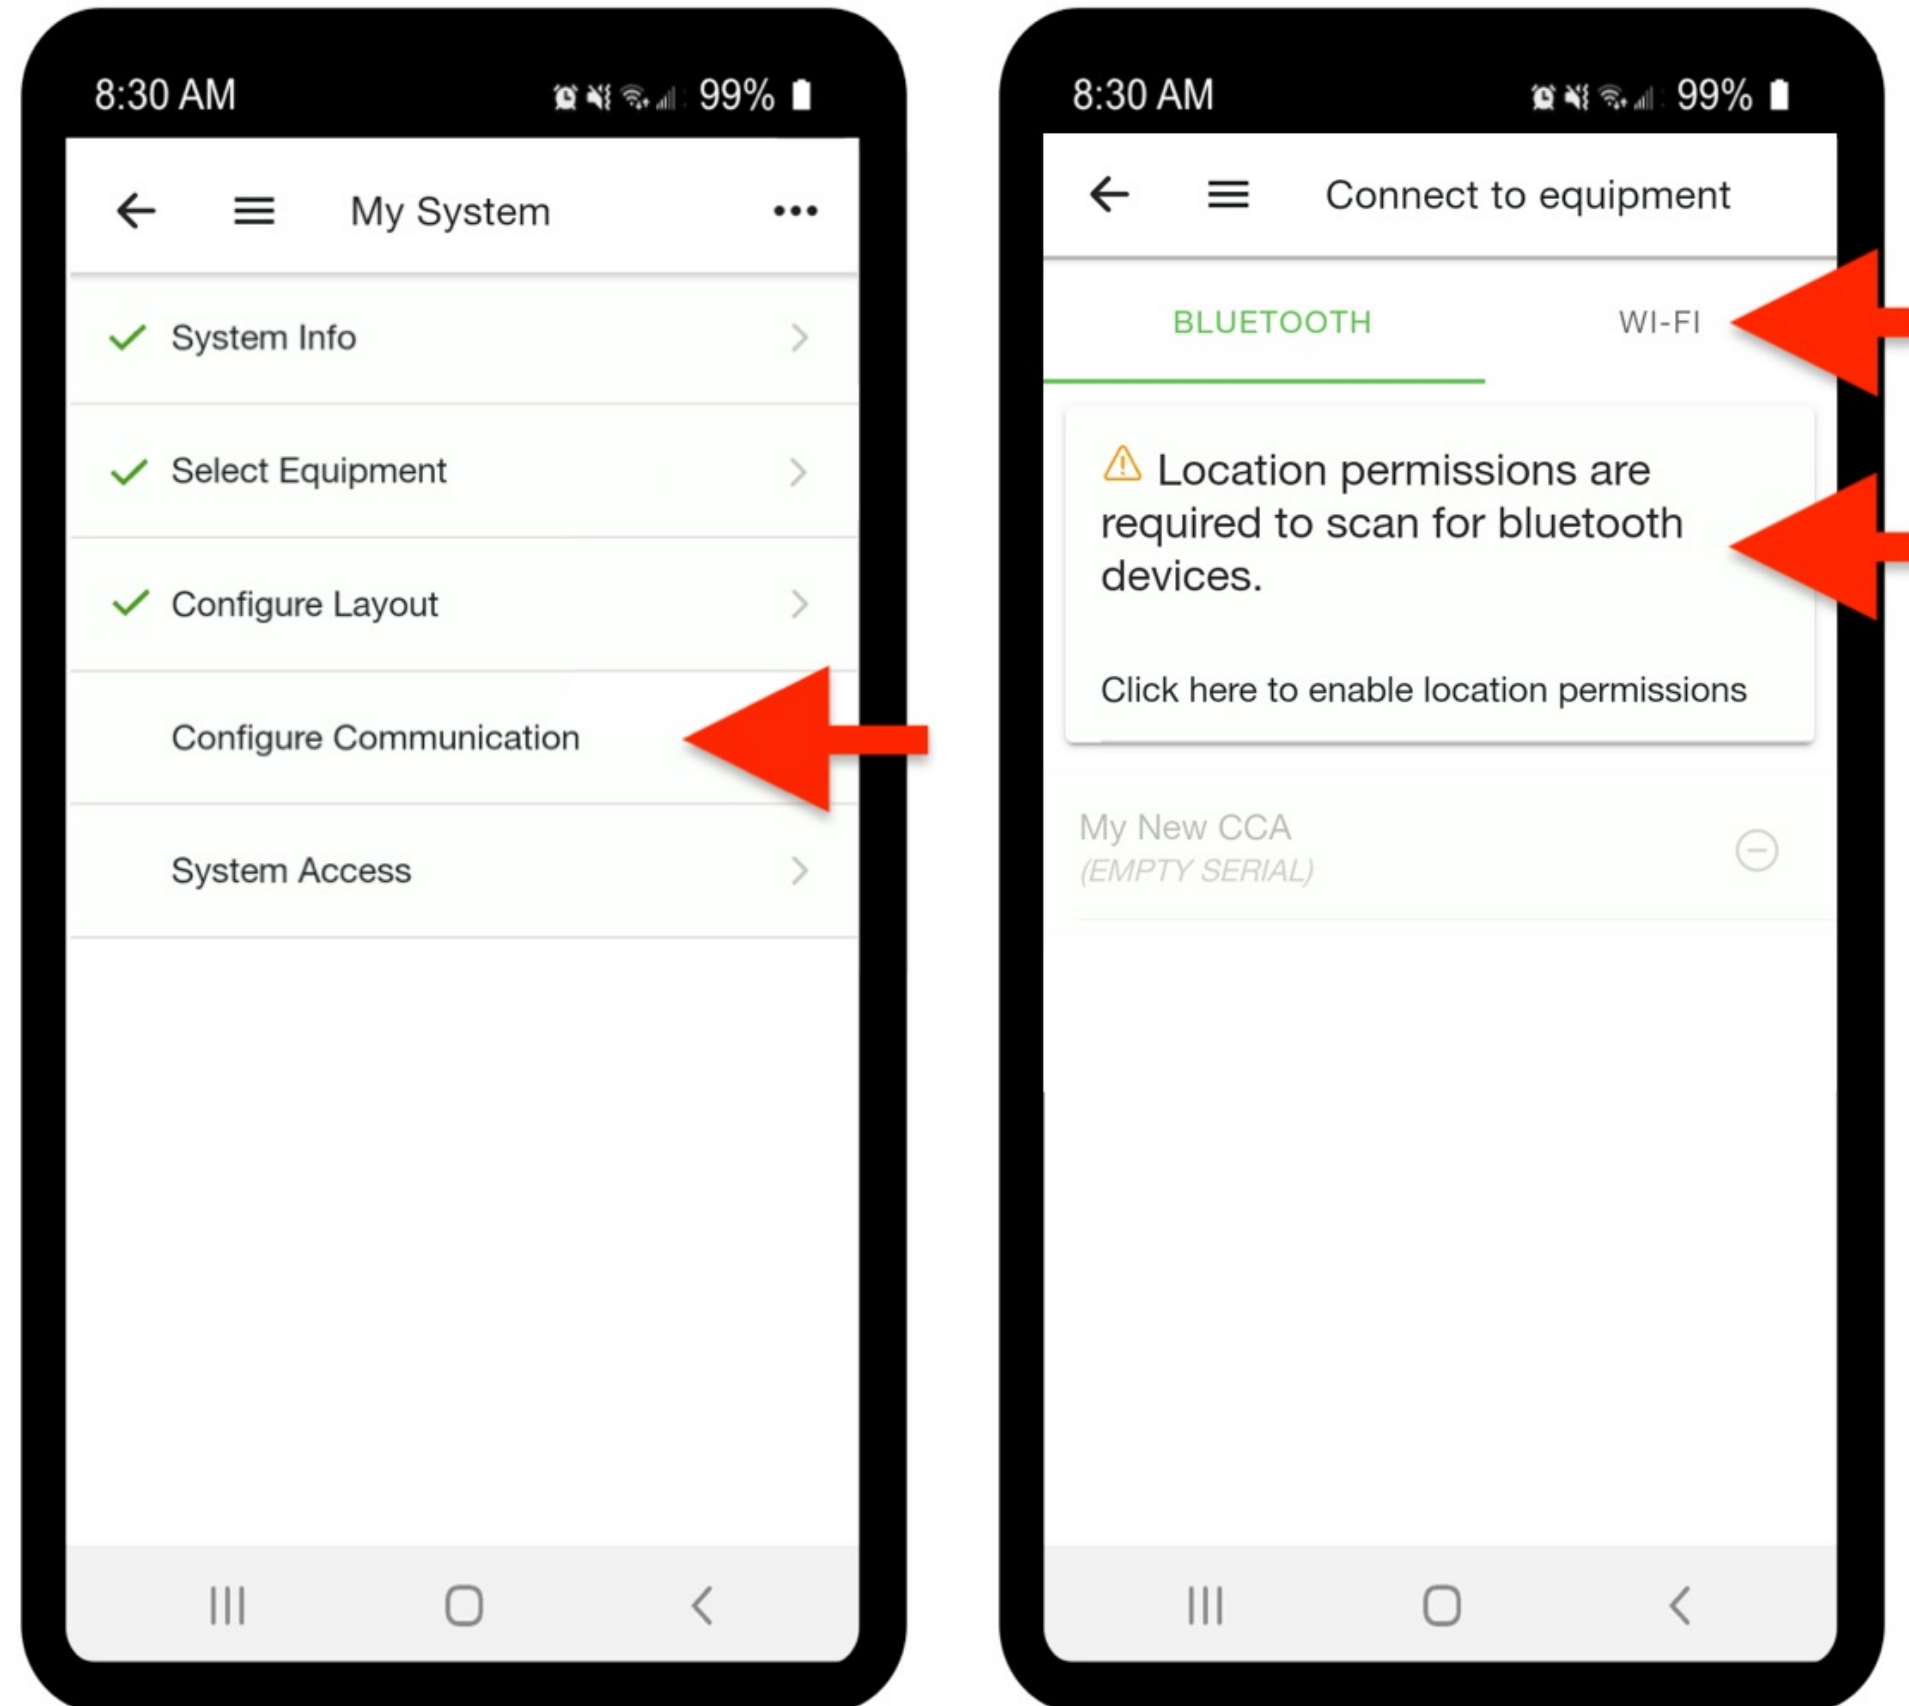 8:30 AM 99%
My System
System Info
Select Equipment
Configure Layout
Configure Communication
System Access
8:30 AM 99%
Connect to equipment
BLUETOOTH WI-FI
Location permissions are
required to scan for bluetooth
devices.
Click here to enable location permissions
My New CCA
(EMPTY SERIAL)